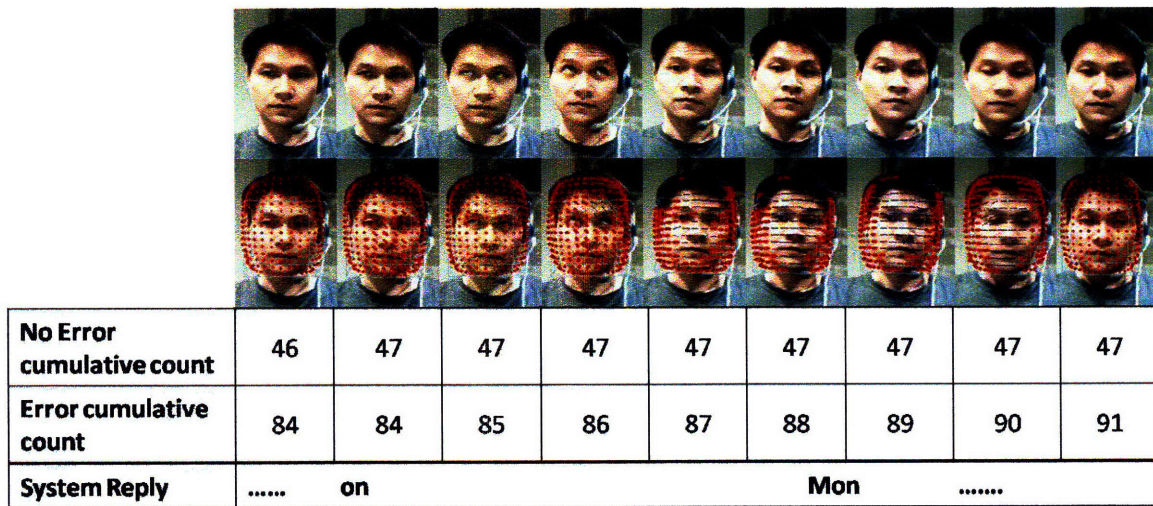 No Error
cumulative count 46 47 47 47 47 47 47 47 47
Error cumulative
count 84 84 85 86 87 88 89 90 91
System Reply ...... on Mon .......